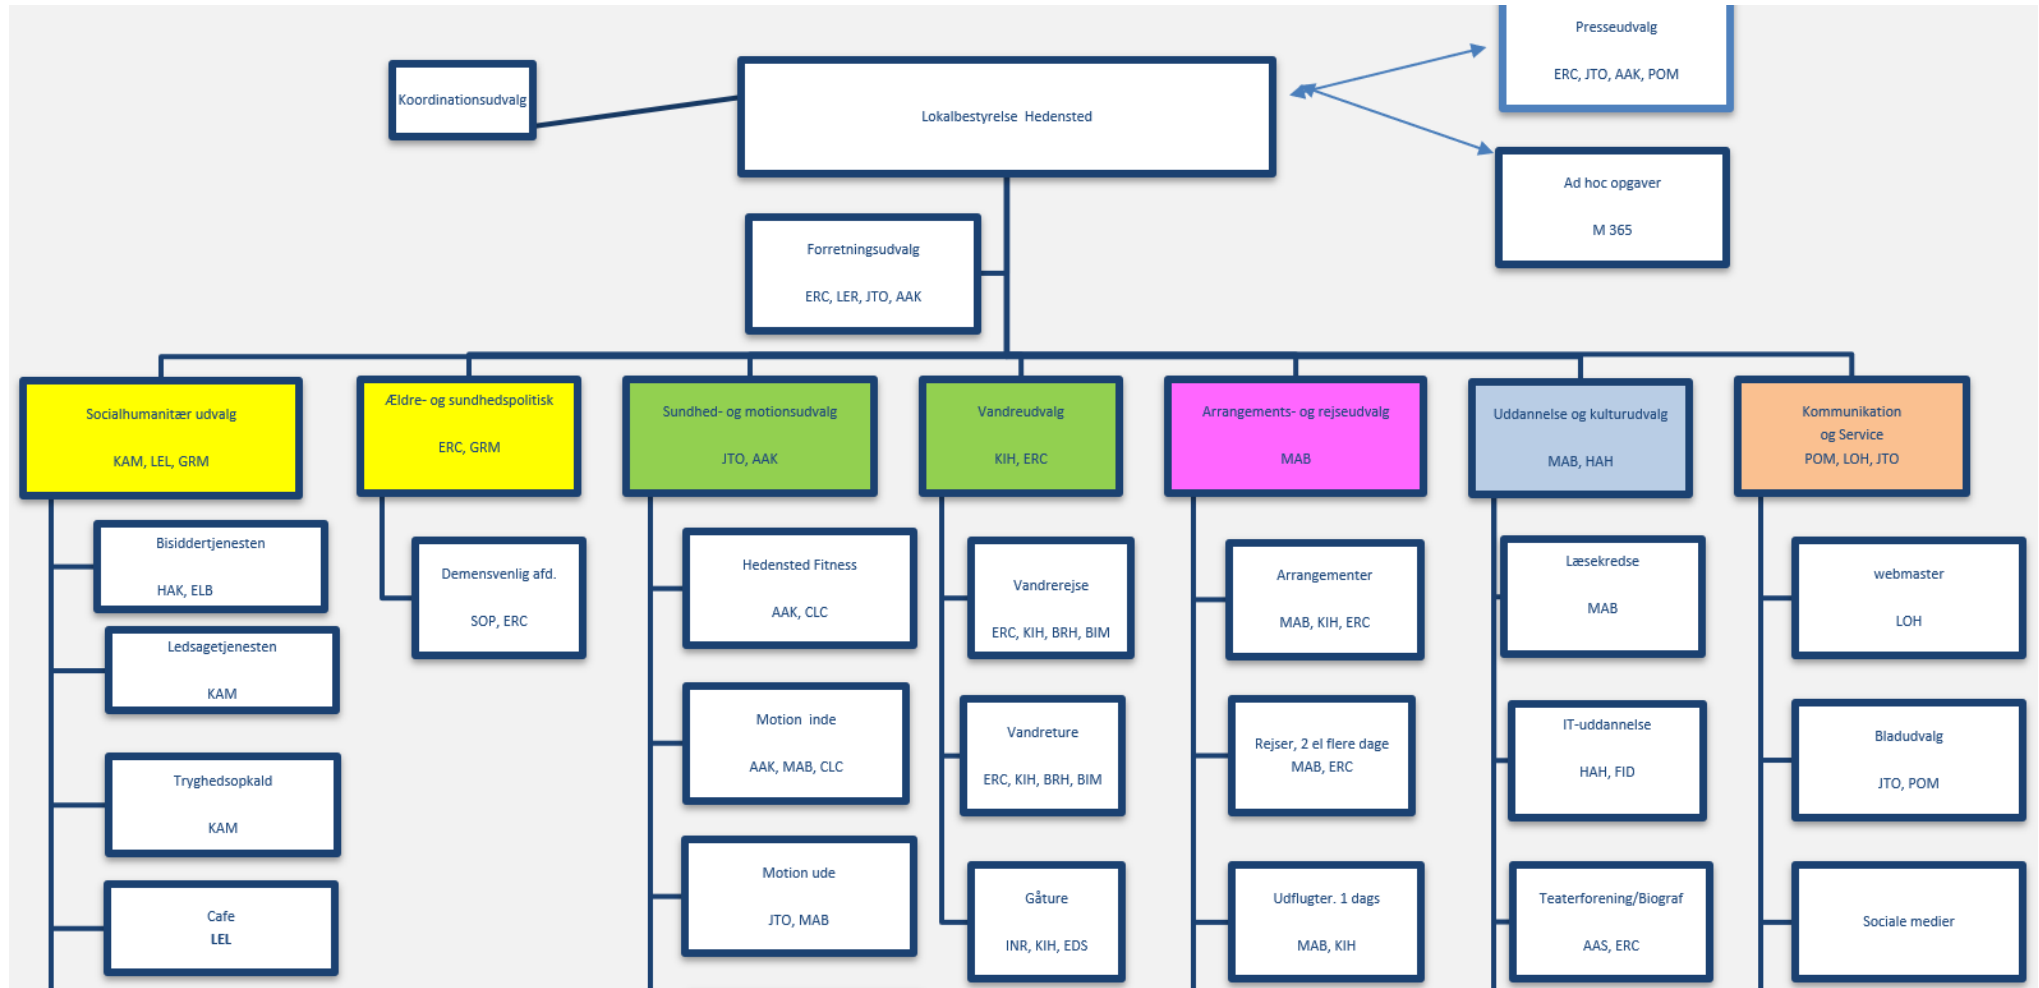 Presseudvalg
ERC, JTO, AAK, POM
Koordinationsudvalg
Lokalbestyrelse Hedensted
Ad hoc opgaver
M 365
Forretningsudvalg
ERC, LER, JTO, AAK
Socialhumanitær udvalg
KAM, LEL, GRM
Ældre- og sundhedspolitisk
ERC, GRM
Sundhed- og motionsudvalg
JTO, AAK
Vandreudvalg
KIH, ERC
Arrangements- og rejseudvalg
MAB
Uddannelse og kulturudvalg
MAB, HAH
Kommunikation
og Service
POM, LOH, JTO
Bisiddertjenesten
HAK, ELB
Ledsagetjenesten
KAM
Tryghedsopkald
KAM
Cafe
LEL
Demensvenlig afd.
SOP, ERC
Hedensted Fitness
AAK, CLC
Motion inde
AAK, MAB, CLC
Motion ude
JTO, MAB
Vandrerejse
ERC, KIH, BRH, BIM
Vandreture
ERC, KIH, BRH, BIM
Gåture
INR, KIH, EDS
Arrangementer
MAB, KIH, ERC
Rejser, 2 el flere dage
MAB, ERC
Udflugter. 1 dags
MAB, KIH
Læsekredse
MAB
IT-uddannelse
HAH, FID
Teaterforening/Biograf
AAS, ERC
webmaster
LOH
Bladudvalg
JTO, POM
Sociale medier